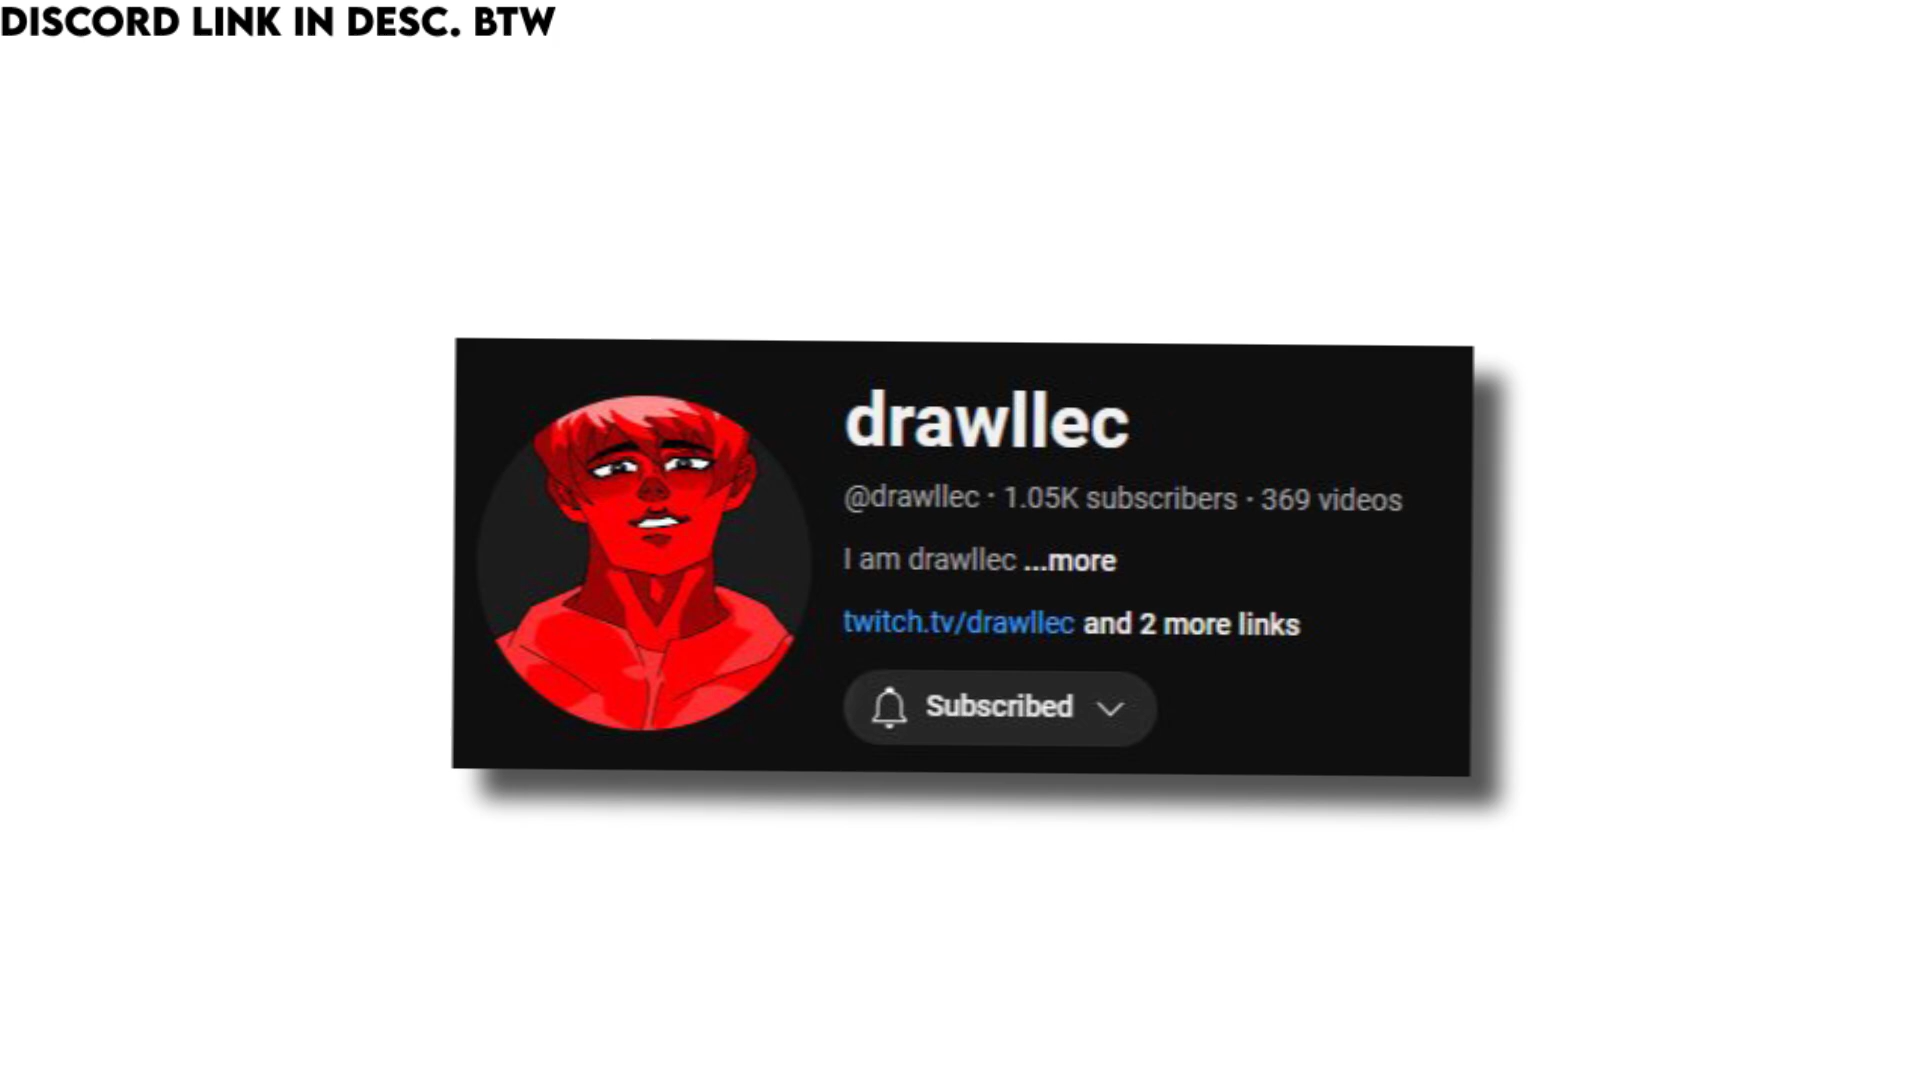 DISCORD LINK IN DESC. BTW
drawllec
@drawllec · 1.05K subscribers · 369 videos
I am drawllec ...more
twitch.tv/drawllec and 2 more links
Subscribed